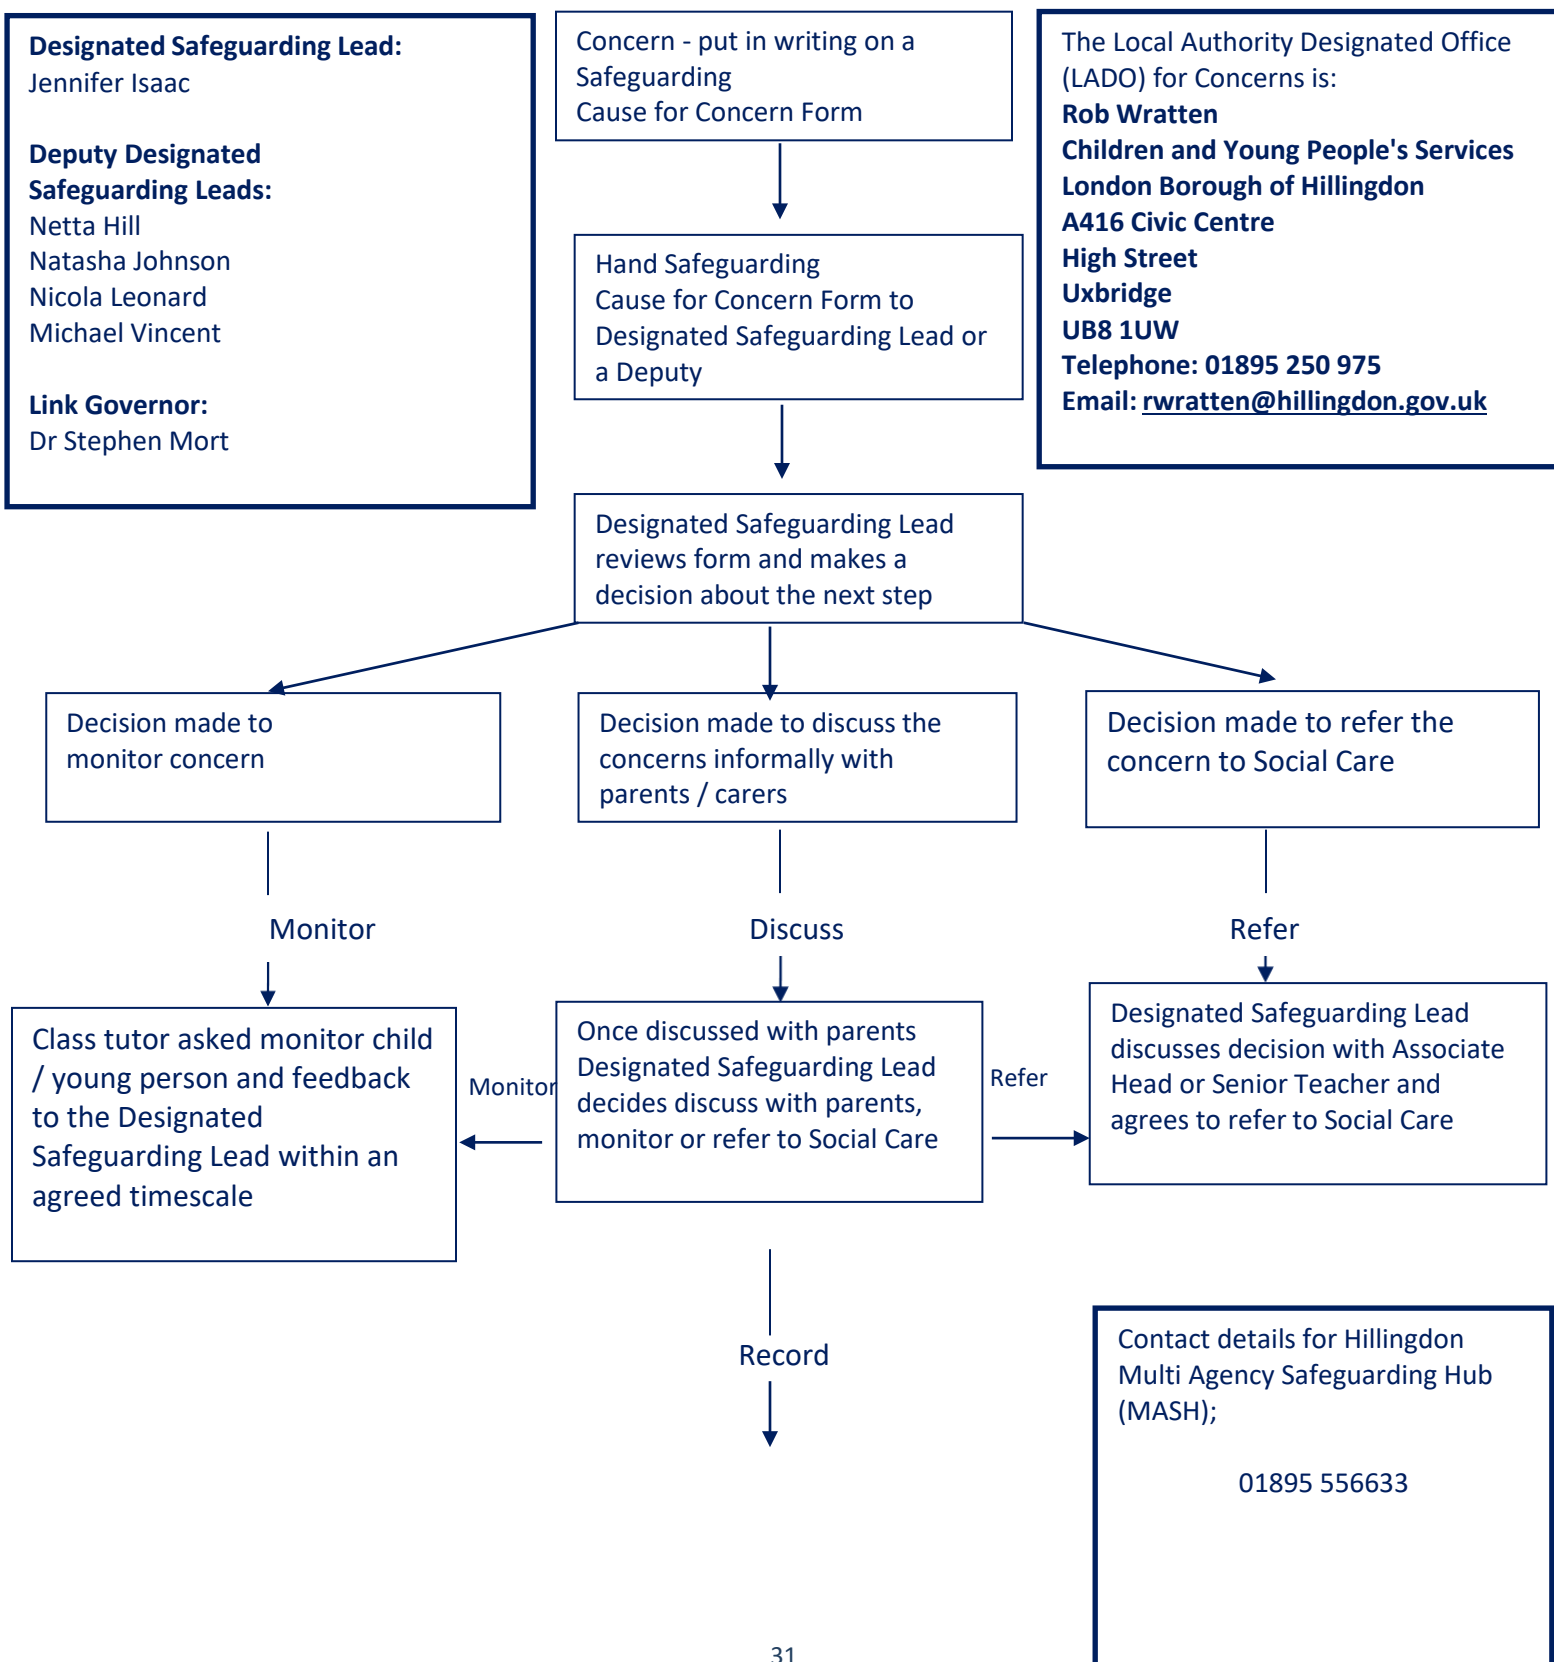 Designated Safeguarding Lead:
Jennifer Isaac
Deputy Designated
Safeguarding Leads:
Netta Hill
Natasha Johnson
Nicola Leonard
Michael Vincent
Link Governor:
Dr Stephen Mort
Concern - put in writing on a
Safeguarding
Cause for Concern Form
The Local Authority Designated Office
(LADO) for Concerns is:
Rob Wratten
Children and Young People's Services
London Borough of Hillingdon
A416 Civic Centre
High Street
Uxbridge
UB8 1UW
Telephone: 01895 250 975
Email: rwratten@hillingdon.gov.uk
Hand Safeguarding
Cause for Concern Form to
Designated Safeguarding Lead or
a Deputy
Designated Safeguarding Lead
reviews form and makes a
decision about the next step
Decision made to
monitor concern
Decision made to discuss the
concerns informally with
parents / carers
Decision made to refer the
concern to Social Care
Monitor
Discuss
Refer
Class tutor asked monitor child
/ young person and feedback
to the Designated
Safeguarding Lead within an
agreed timescale
Monitor
Once discussed with parents
Designated Safeguarding Lead
decides discuss with parents,
monitor or refer to Social Care
Refer
Designated Safeguarding Lead
discusses decision with Associate
Head or Senior Teacher and
agrees to refer to Social Care
Record
Contact details for Hillingdon
Multi Agency Safeguarding Hub
(MASH);
01895 556633
31